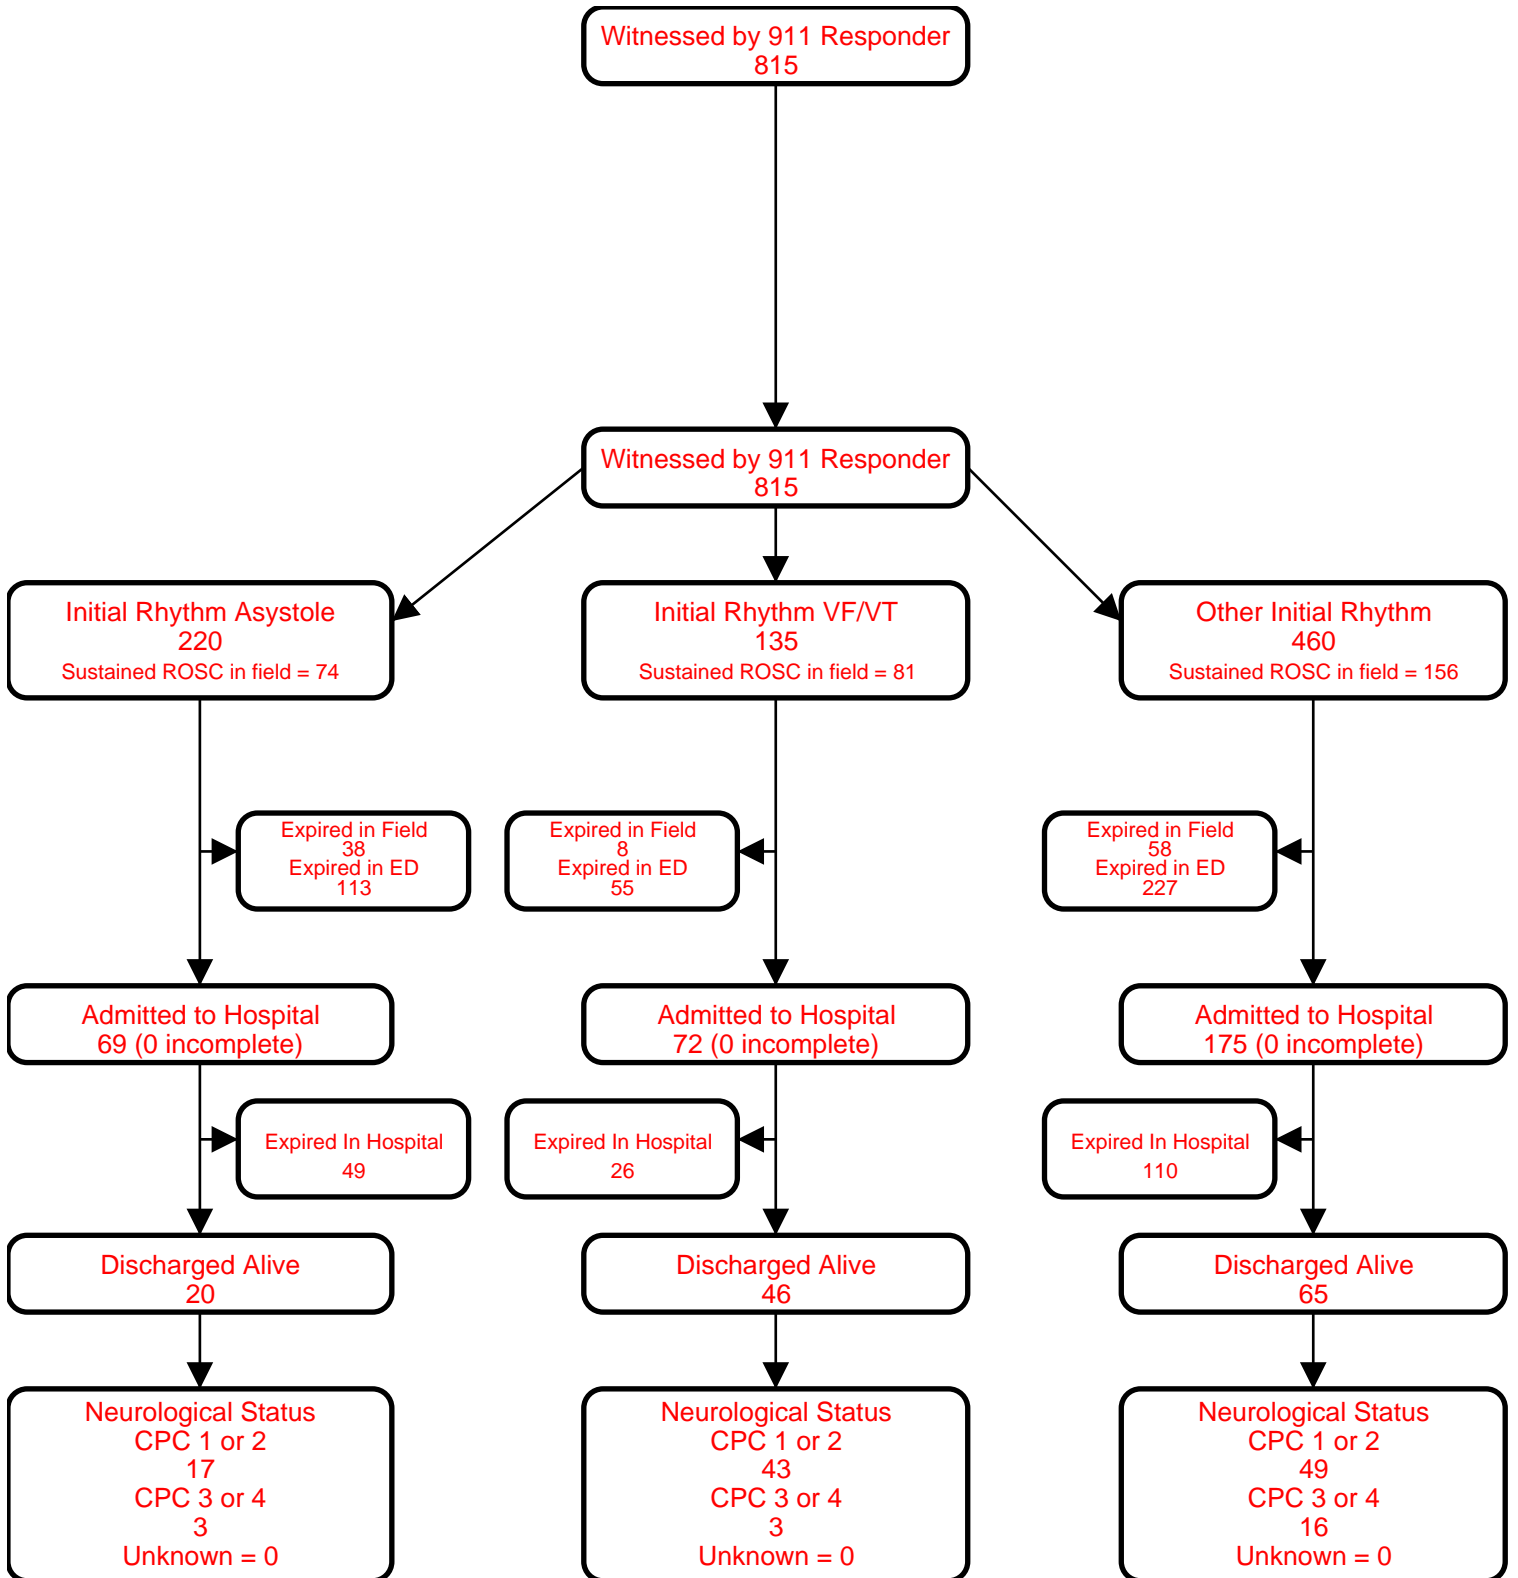 Witnessed by 911 Responder
815
Witnessed by 911 Responder
815
Initial Rhythm Asystole
220
Sustained ROSC in field = 74
Initial Rhythm VF/VT
135
Sustained ROSC in field = 81
Other Initial Rhythm
460
Sustained ROSC in field = 156
Expired in Field
38
Expired in ED
113
Expired in Field
8
Expired in ED
55
Expired in Field
58
Expired in ED
227
Admitted to Hospital
69 (0 incomplete)
Admitted to Hospital
72 (0 incomplete)
Admitted to Hospital
175 (0 incomplete)
Expired In Hospital
49
Expired In Hospital
26
Expired In Hospital
110
Discharged Alive
20
Discharged Alive
46
Discharged Alive
65
Neurological Status
CPC 1 or 2
17
CPC 3 or 4
3
Unknown = 0
Neurological Status
CPC 1 or 2
43
CPC 3 or 4
3
Unknown = 0
Neurological Status
CPC 1 or 2
49
CPC 3 or 4
16
Unknown = 0